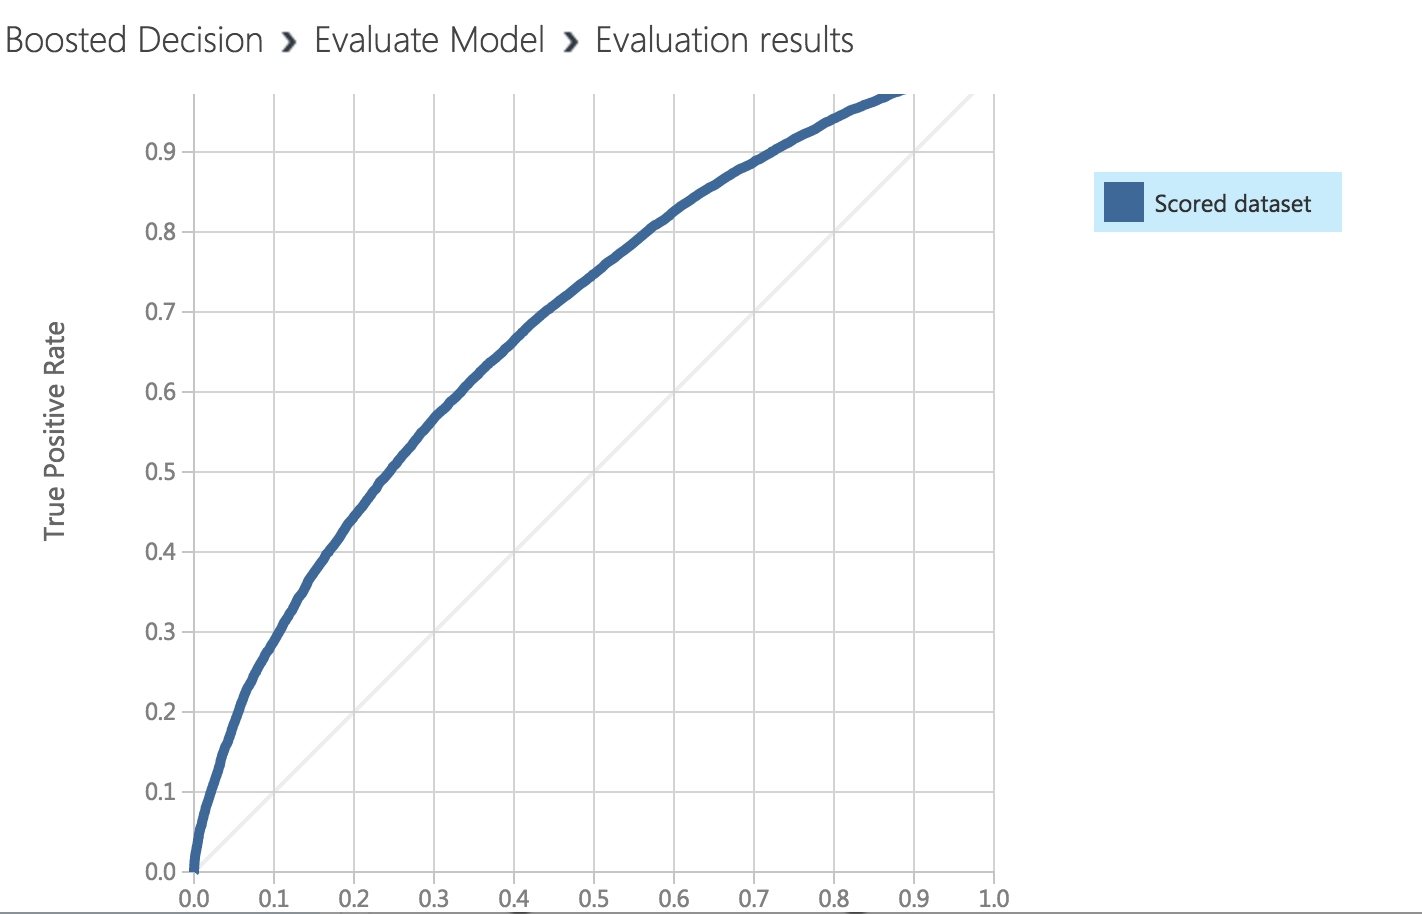 Boosted Decision ❯ Evaluate Model ❯ Evaluation results
Scored dataset
True Positive Rate
0.9
0.8
0.7
0.6
0.5
0.4
0.3
0.2
0.1
0.0
0.0 0.1 0.2 0.3 0.4 0.5 0.6 0.7 0.8 0.9 1.0